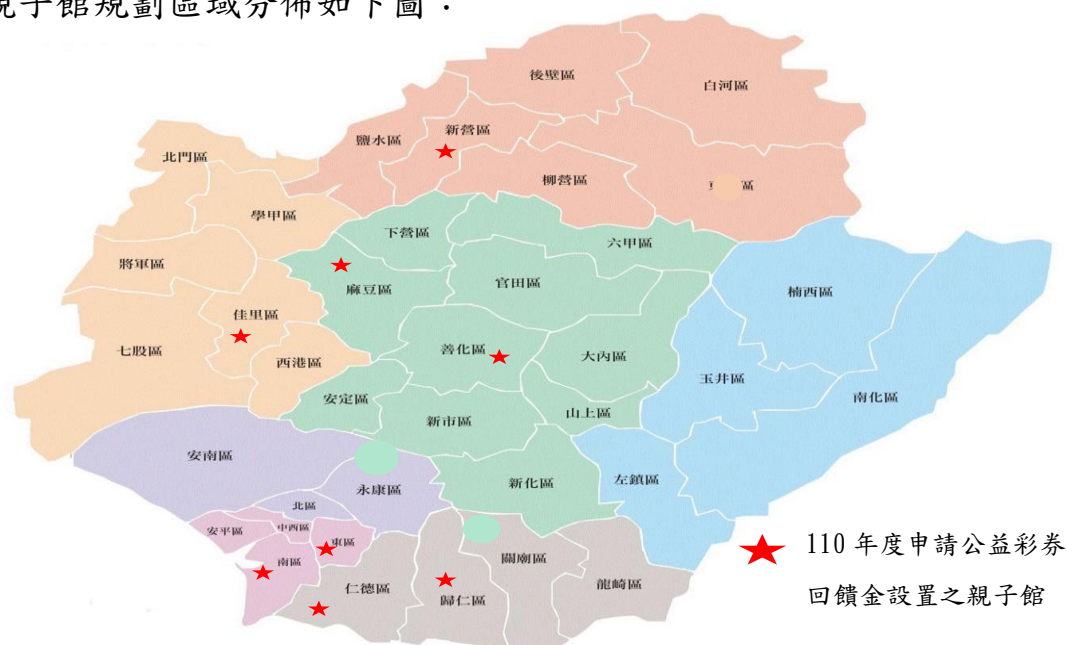 親子館規劃區域分佈如下圖：
後壁區
白河區
新營區
鹽水區
北門區
柳營區
區
學甲區
下營區
六甲區
將軍區
官田區
麻豆區
楠西區
佳里區
七股區
善化區
大內區
西港區
玉井區
安定區
南化區
山上區
新市區
安南區
左鎮區
新化區
永康區
北區
安平區
中西區
東區
110 年度申請公益彩券
回饋金設置之親子館
關廟區
南區
仁德區
龍崎區
歸仁區